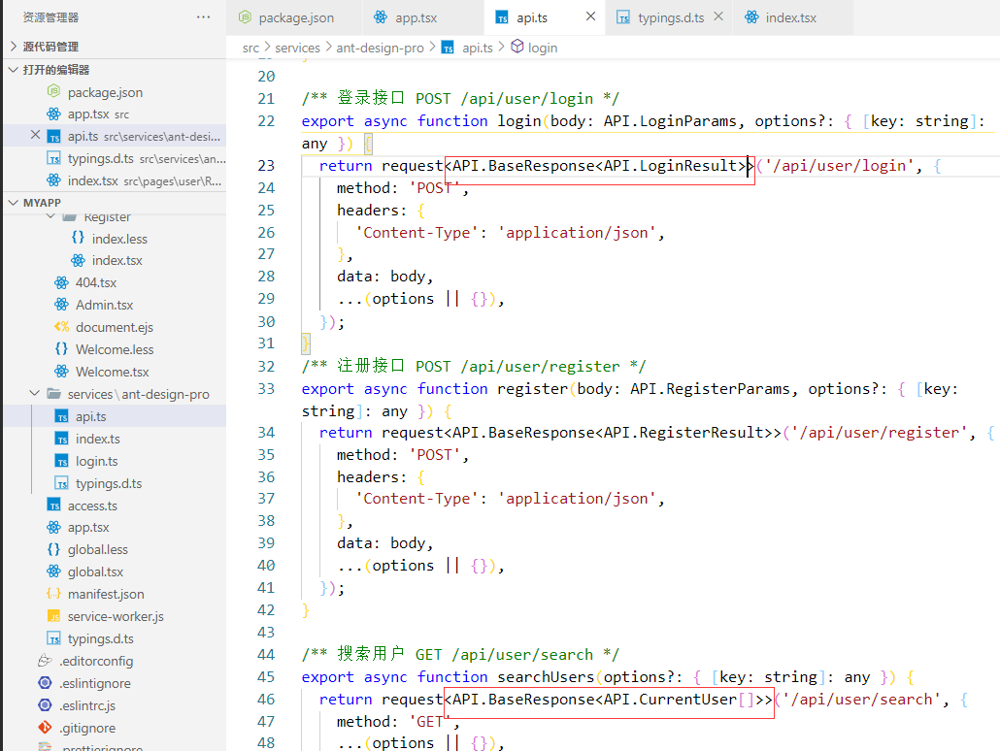 资源管理器 ···
源代码管理
打开的编辑器
package.json
app.tsx src
api.ts src\services\ant-desi...
typings.d.ts src\services\an...
index.tsx src\pages\user\R...
MYAPP
Register
index.less
index.tsx
404.tsx
Admin.tsx
document.ejs
Welcome.less
Welcome.tsx
services\ant-design-pro
api.ts
index.ts
login.ts
typings.d.ts
access.ts
app.tsx
global.less
global.tsx
manifest.json
service-worker.js
typings.d.ts
.editorconfig
.eslintignore
.eslintrc.js
.gitignore
.prettierignore
package.json app.tsx api.ts typings.d.ts index.tsx
src > services > ant-design-pro > api.ts > login
20
21 /** 登录接口 POST /api/user/login */
22 export async function login(body: API.LoginParams, options?: { [key: string]:
any }) {
23 return request<API.BaseResponse<API.LoginResult>>('/api/user/login', {
24 method: 'POST',
25 headers: {
26 'Content-Type': 'application/json',
27 },
28 data: body,
29 ...(options || {}),
30 });
31 }
32 /** 注册接口 POST /api/user/register */
33 export async function register(body: API.RegisterParams, options?: { [key:
string]: any }) {
34 return request<API.BaseResponse<API.RegisterResult>>('/api/user/register', {
35 method: 'POST',
36 headers: {
37 'Content-Type': 'application/json',
38 },
39 data: body,
40 ...(options || {}),
41 });
42 }
43
44 /** 搜索用户 GET /api/user/search */
45 export async function searchUsers(options?: { [key: string]: any }) {
46 return request<API.BaseResponse<API.CurrentUser[]>>('/api/user/search', {
47 method: 'GET',
48 ...(options || {}),